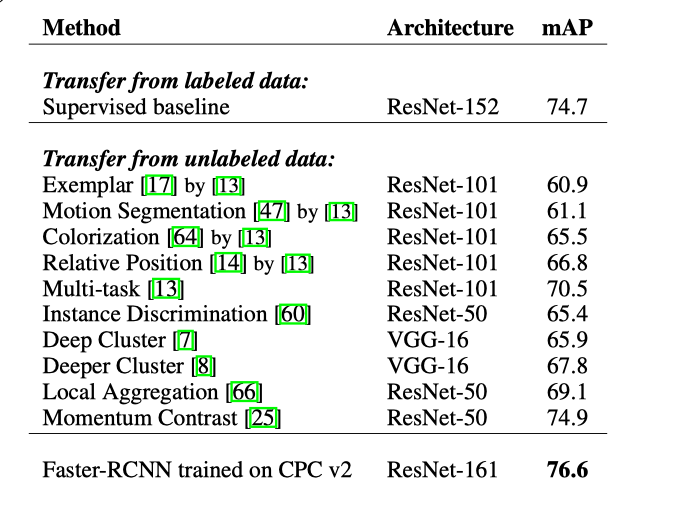 Method Architecture mAP
Transfer from labeled data:
Supervised baseline ResNet-152 74.7
Transfer from unlabeled data:
Exemplar [17] by [13] ResNet-101 60.9
Motion Segmentation [47] by [13] ResNet-101 61.1
Colorization [64] by [13] ResNet-101 65.5
Relative Position [14] by [13] ResNet-101 66.8
Multi-task [13] ResNet-101 70.5
Instance Discrimination [60] ResNet-50 65.4
Deep Cluster [7] VGG-16 65.9
Deeper Cluster [8] VGG-16 67.8
Local Aggregation [66] ResNet-50 69.1
Momentum Contrast [25] ResNet-50 74.9
Faster-RCNN trained on CPC v2 ResNet-161 76.6